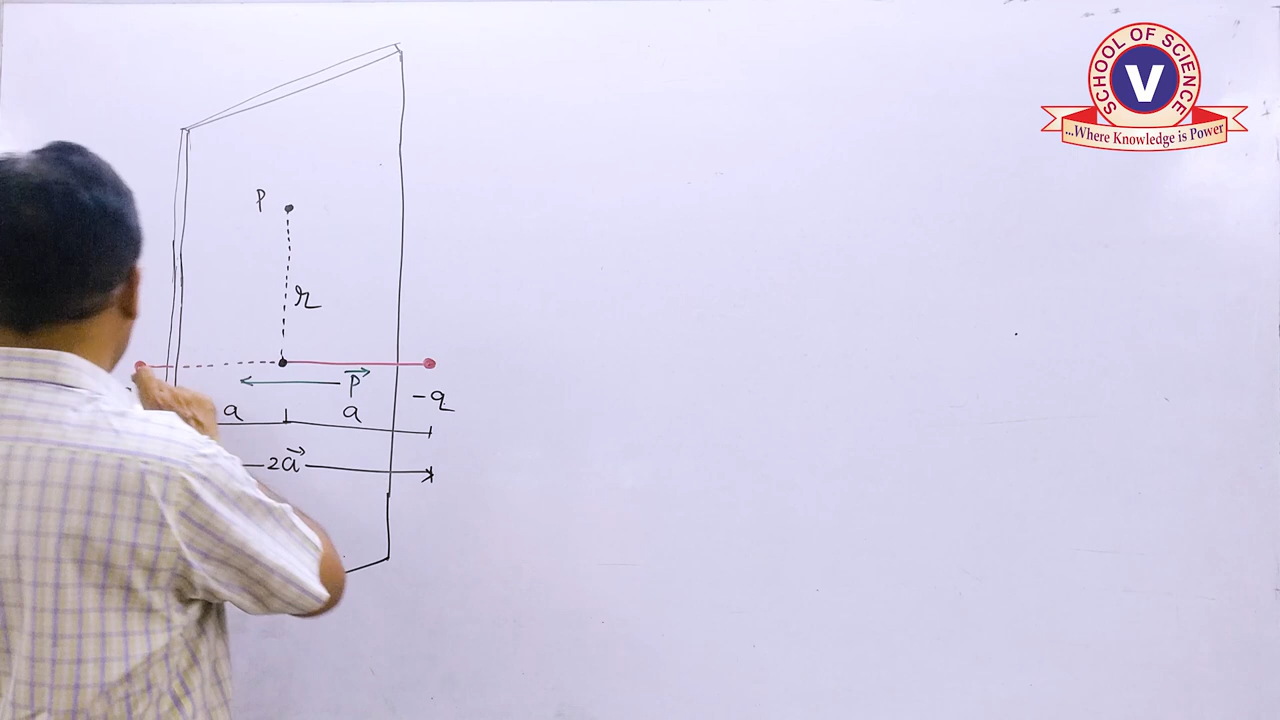 SCHOOL OF SCIENCE
V
...Where Knowledge is Power
P
r
P
-q
a a
2a